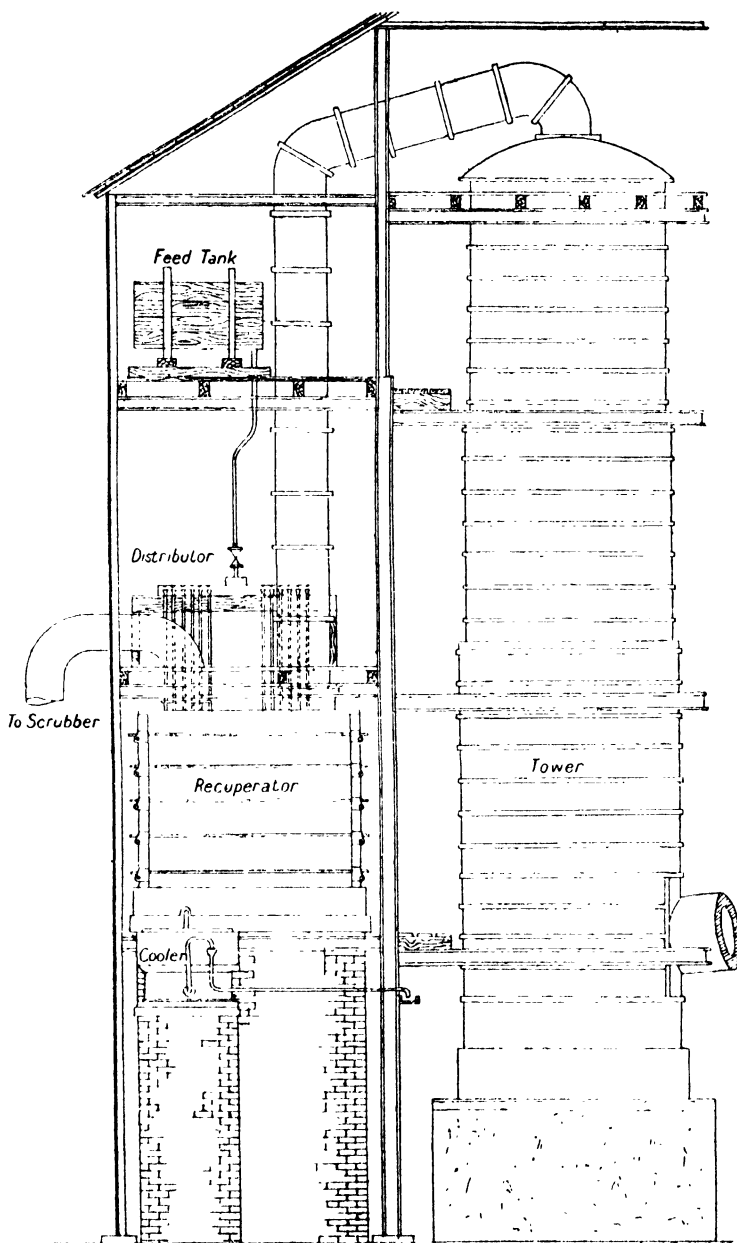 Feed Tank
Distributor
To Scrubber
Recuperator
Tower
Cooler